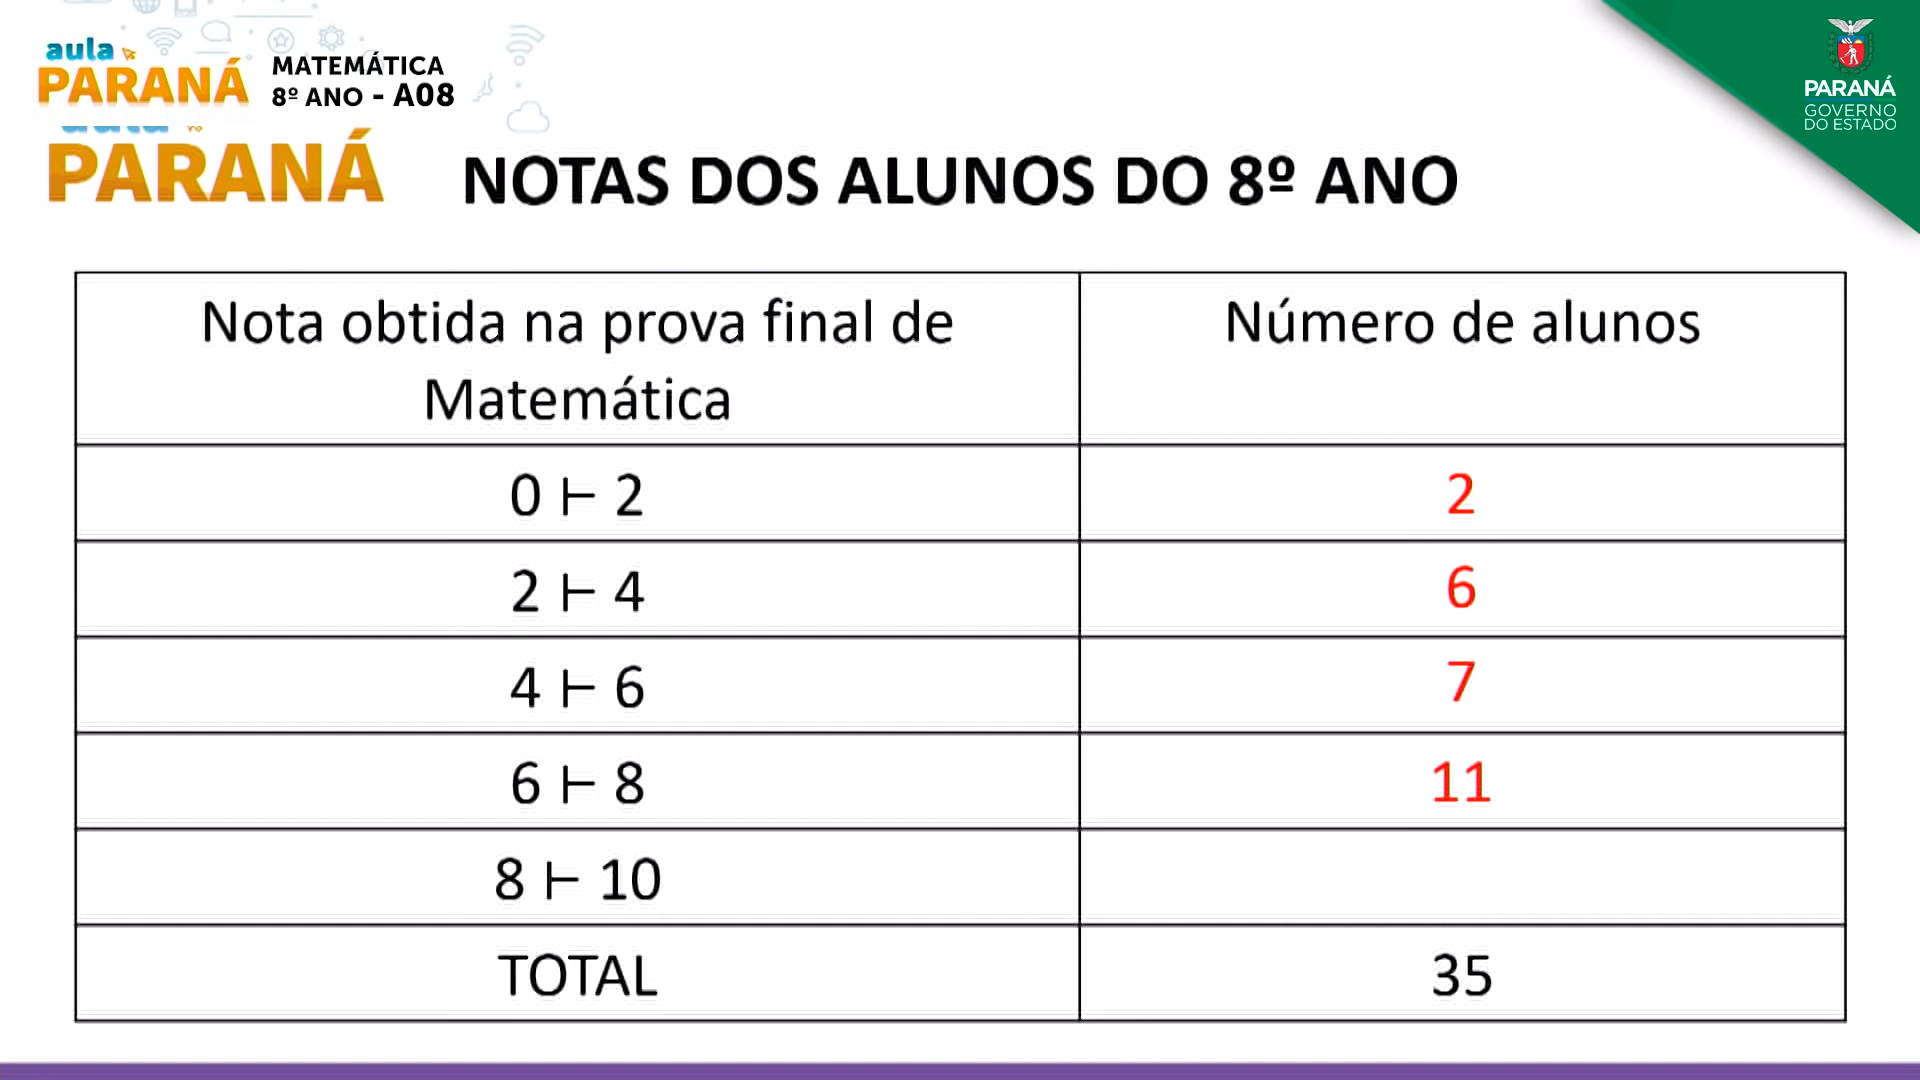 aula
PARANÁ
MATEMÁTICA
8º ANO - A08
PARANÁ
GOVERNO
DO ESTADO
aula
PARANÁ
NOTAS DOS ALUNOS DO 8º ANO
Nota obtida na prova final de
Matemática
Número de alunos
0 ⊢ 2
2
2 ⊢ 4
6
4 ⊢ 6
7
6 ⊢ 8
11
8 ⊢ 10
TOTAL
35